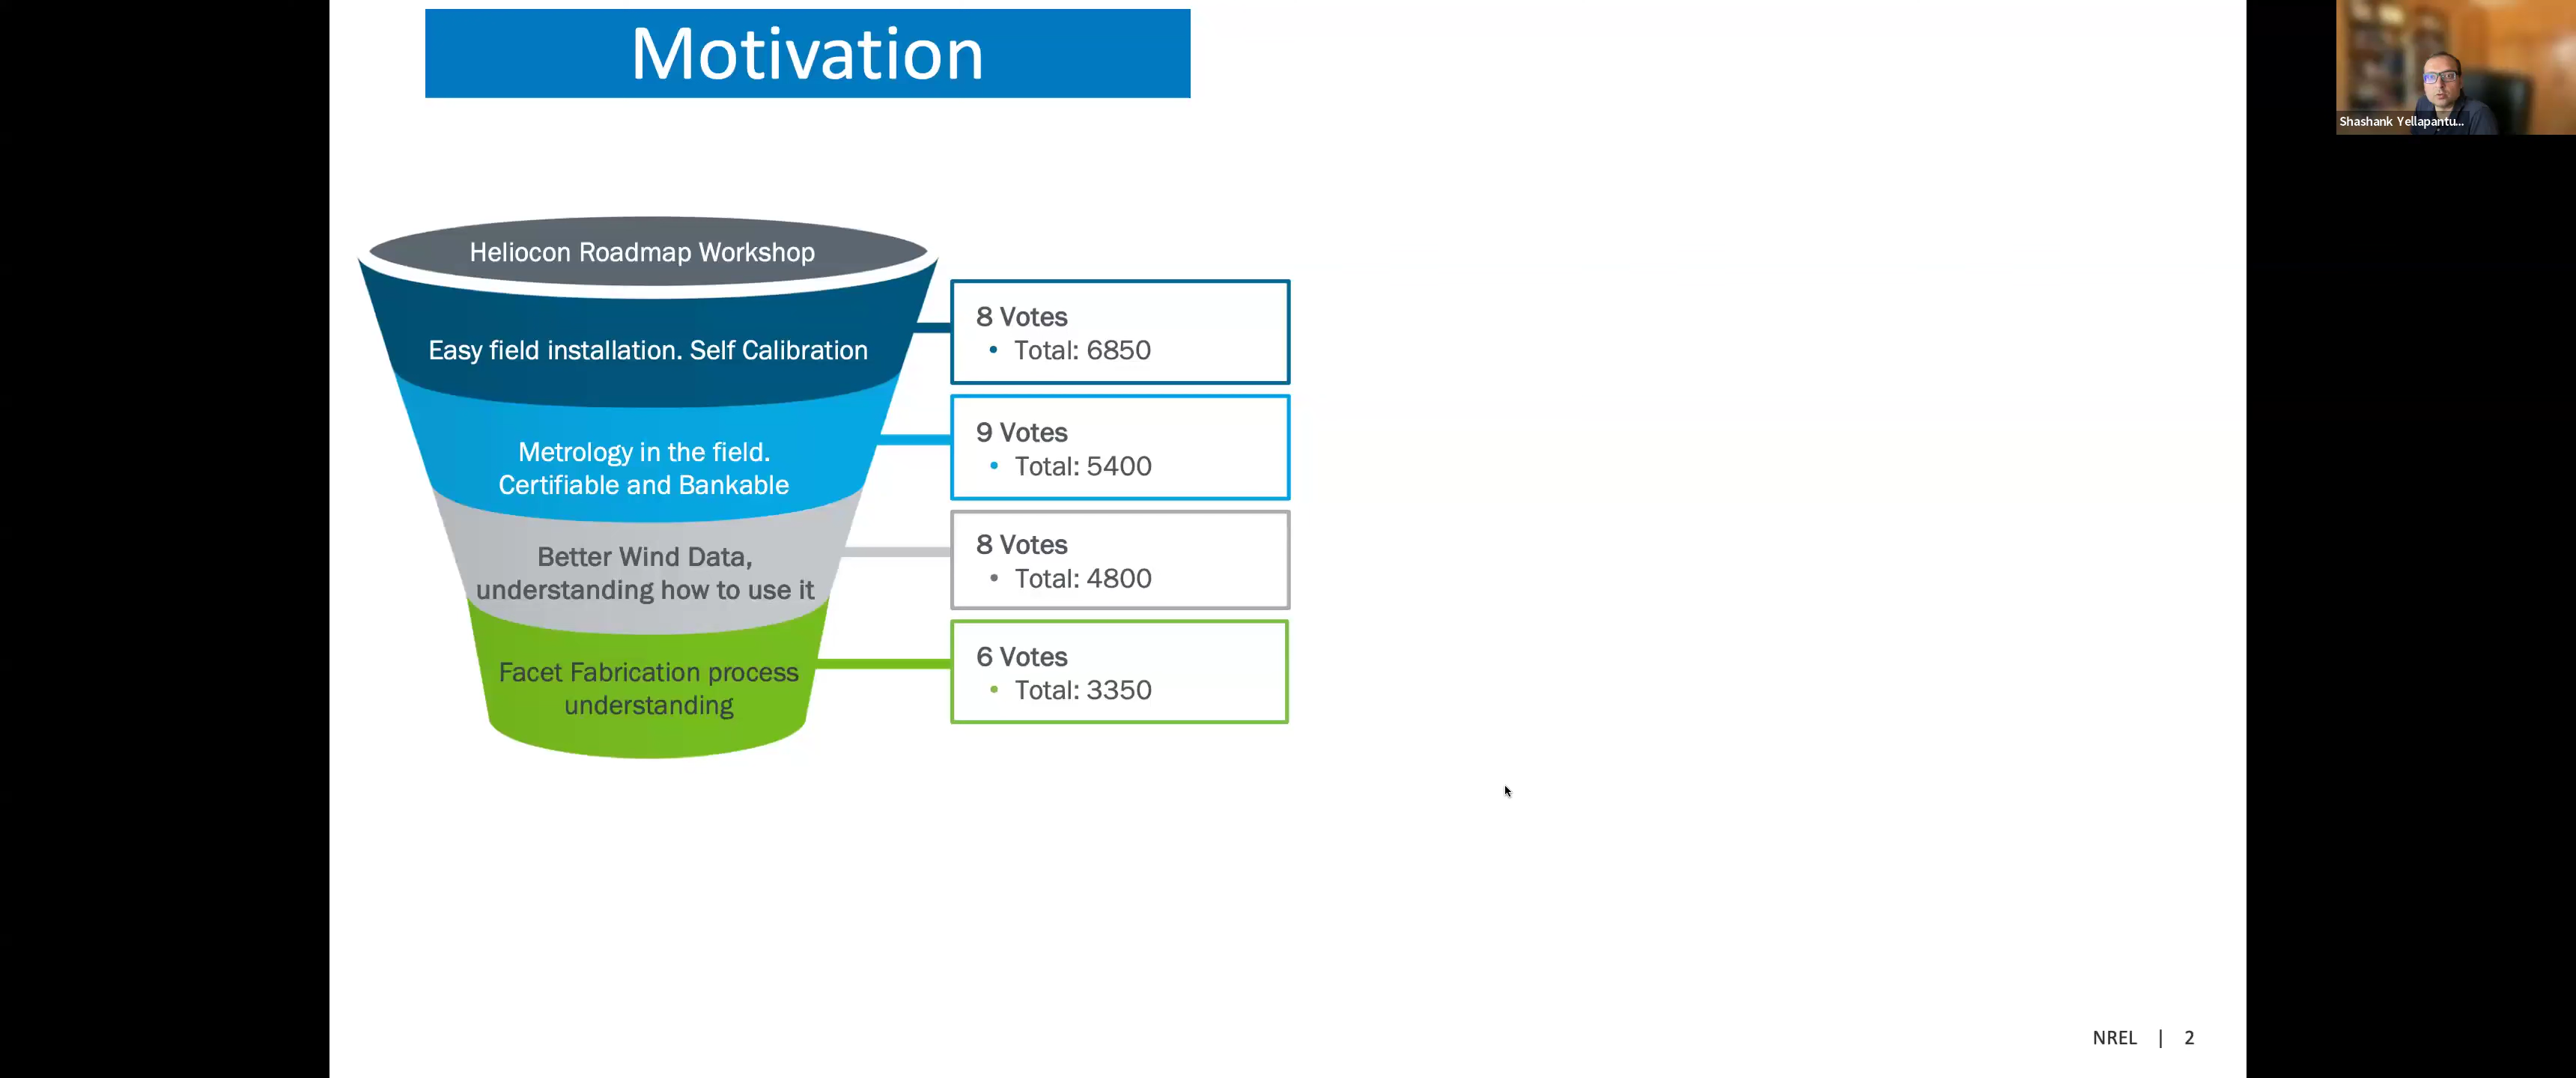 Motivation
Shashank Yellapantu...
Heliocon Roadmap Workshop
Easy field installation. Self Calibration
8 Votes
• Total: 6850
Metrology in the field.
Certifiable and Bankable
9 Votes
• Total: 5400
Better Wind Data,
understanding how to use it
8 Votes
• Total: 4800
Facet Fabrication process
understanding
6 Votes
• Total: 3350
NREL | 2